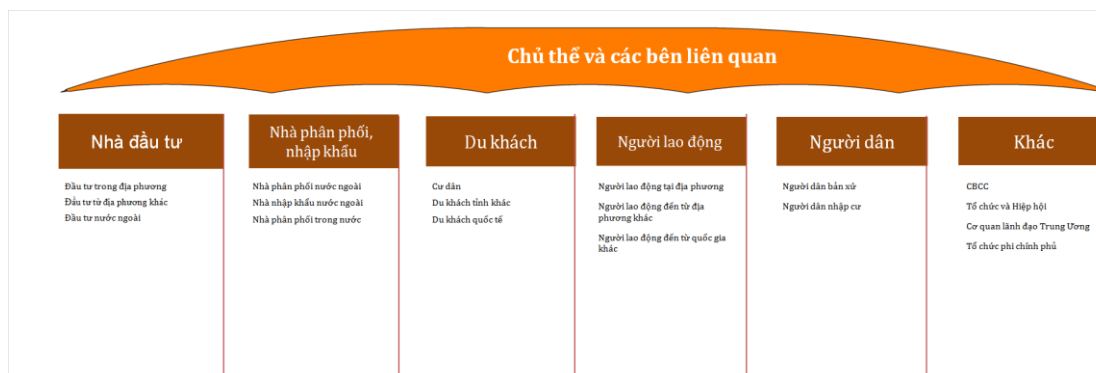 Chủ thể và các bên liên quan
Nhà đầu tư
Đầu tư trong địa phương
Đầu tư từ địa phương khác
Đầu tư nước ngoài
Nhà phân phối,
nhập khẩu
Nhà phân phối nước ngoài
Nhà nhập khẩu nước ngoài
Nhà phân phối trong nước
Du khách
Cư dân
Du khách tỉnh khác
Du khách quốc tế
Người lao động
Người lao động tại địa phương
Người lao động đến từ địa
phương khác
Người lao động đến từ quốc gia
khác
Người dân
Người dân bản xứ
Người dân nhập cư
Khác
CBCC
Tổ chức và Hiệp hội
Cơ quan lãnh đạo Trung Ương
Tổ chức phi chính phủ